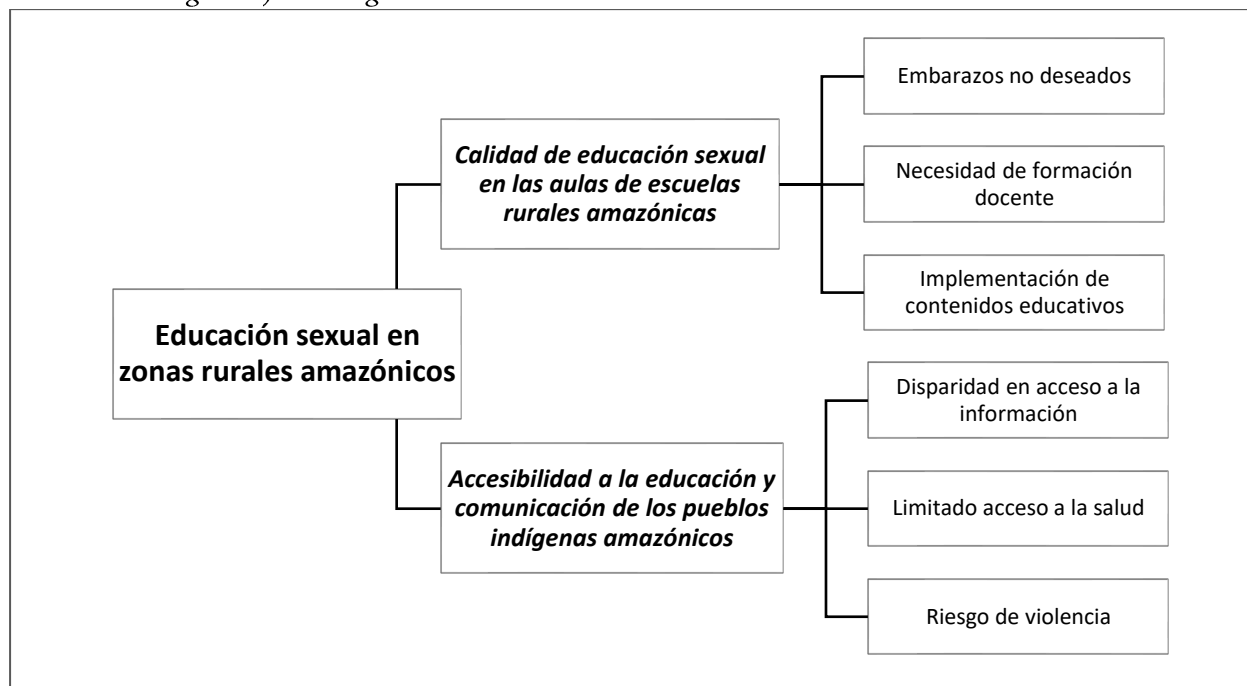 Embarazos no deseados
Calidad de educación sexual
en las aulas de escuelas
rurales amazónicas
Necesidad de formación
docente
Implementación de
contenidos educativos
Educación sexual en
zonas rurales amazónicos
Disparidad en acceso a la
información
Accesibilidad a la educación y
comunicación de los pueblos
indígenas amazónicos
Limitado acceso a la salud
Riesgo de violencia